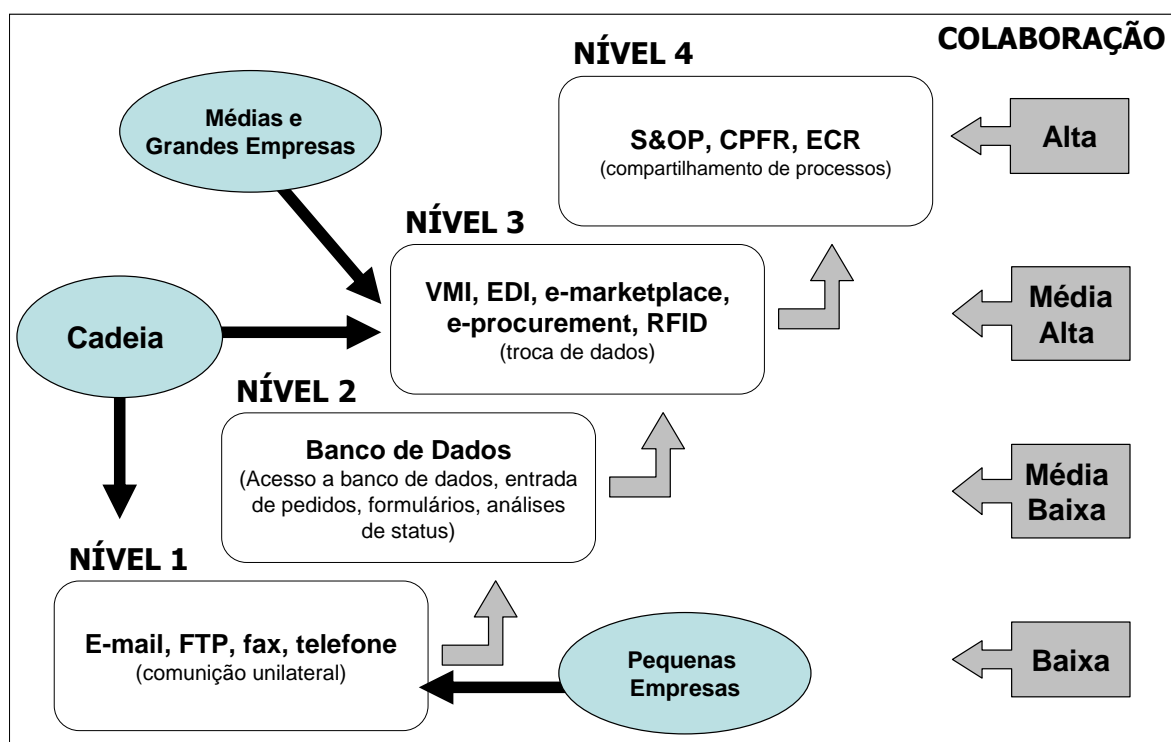 COLABORAÇÃO
NÍVEL 4
S&OP, CPFR, ECR
(compartilhamento de processos)
Alta
Médias e
Grandes Empresas
NÍVEL 3
VMI, EDI, e-marketplace,
e-procurement, RFID
(troca de dados)
Média
Alta
Cadeia
NÍVEL 2
Banco de Dados
(Acesso a banco de dados, entrada
de pedidos, formulários, análises
de status)
Média
Baixa
NÍVEL 1
E-mail, FTP, fax, telefone
(comunição unilateral)
Pequenas
Empresas
Baixa